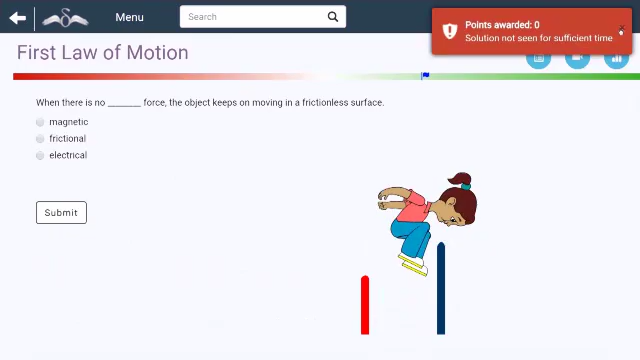 Menu
Search
Points awarded: 0
Solution not seen for sufficient time
First Law of Motion
When there is no _______ force, the object keeps on moving in a frictionless surface.
magnetic
frictional
electrical
Submit